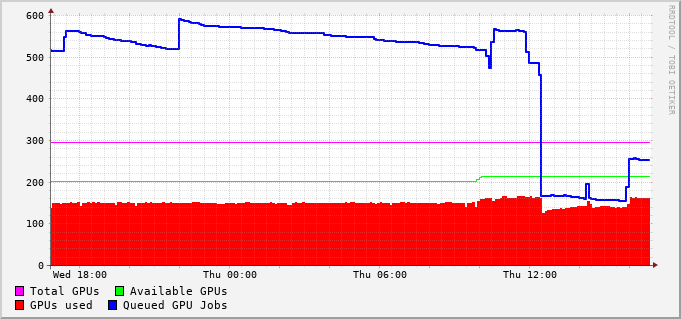 600
500
400
300
200
100
0
Wed 18:00 Thu 00:00 Thu 06:00 Thu 12:00
Total GPUs Available GPUs
GPUs used Queued GPU Jobs
RRDTOOL / TOBI OETIKER